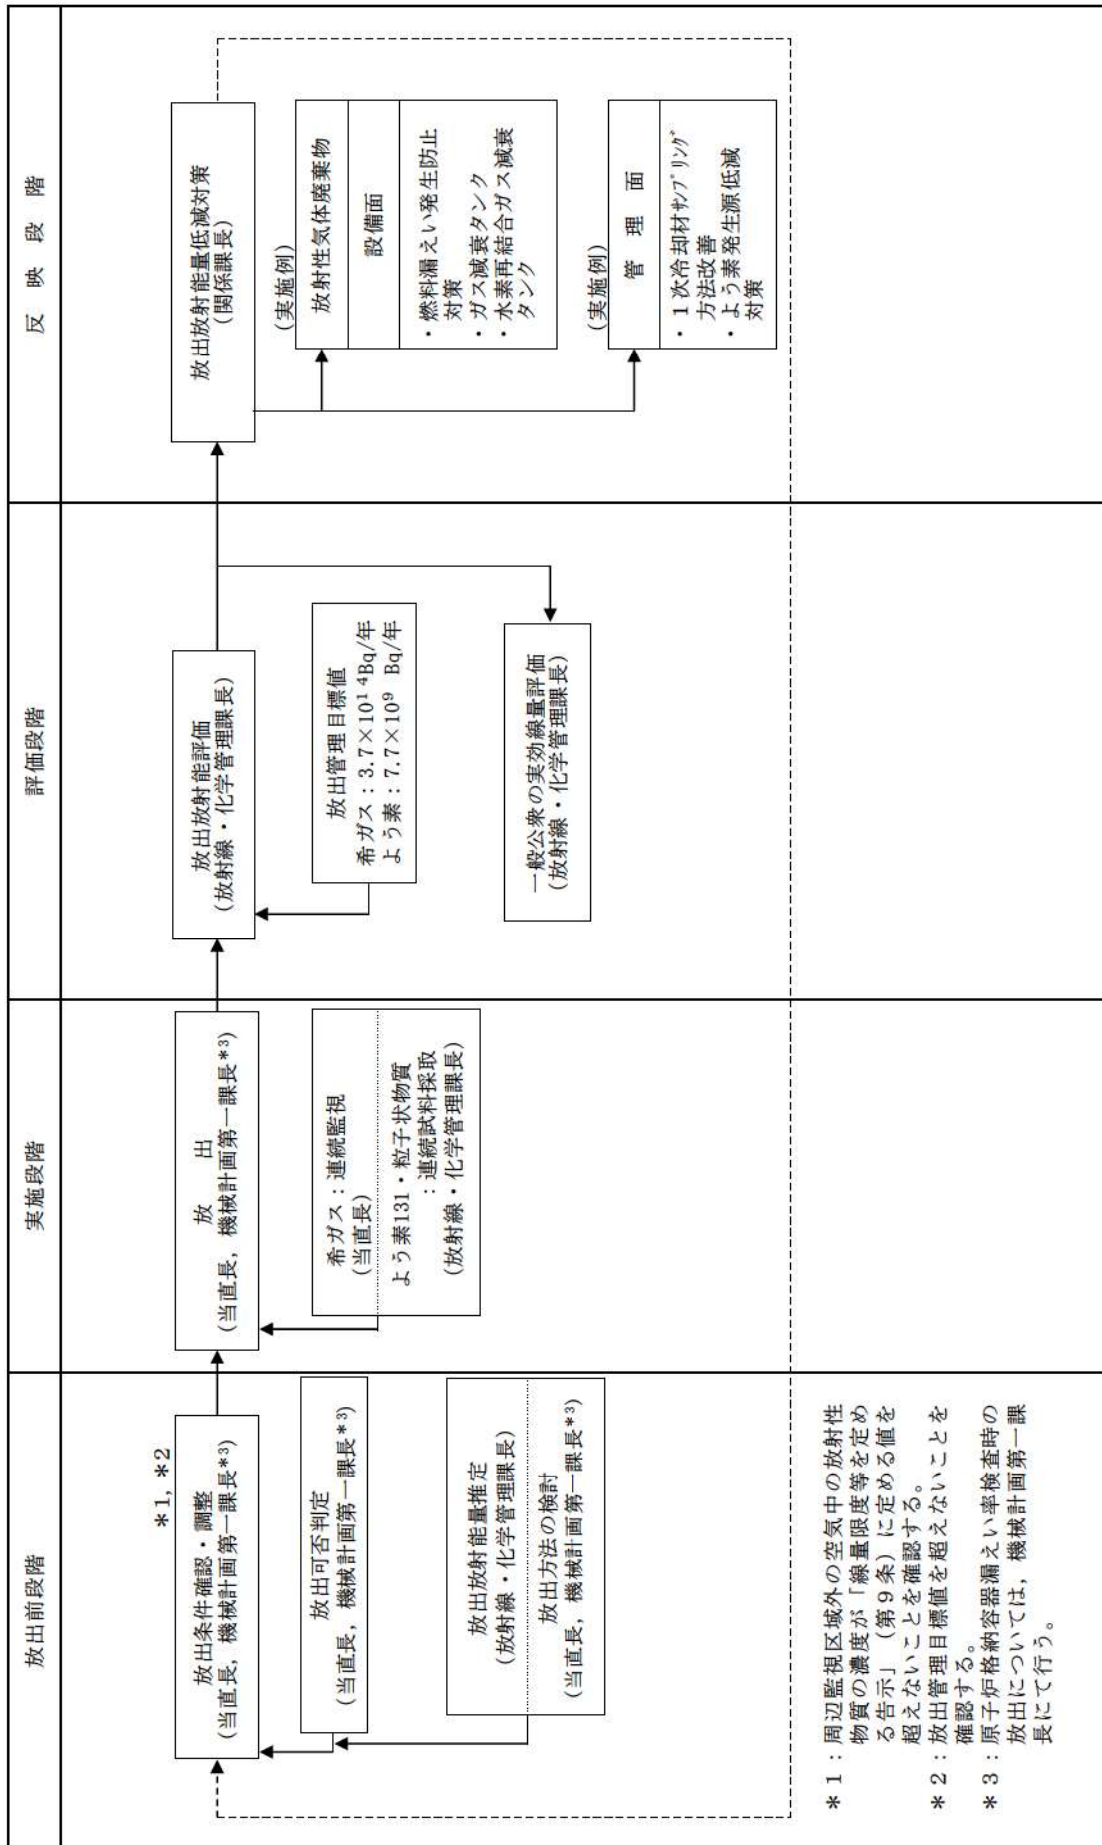 放出前段階
実施段階
評価段階
反映段階
*1, *2
放出条件確認・調整
(当直長, 機械計画第一課長*3)
放出可否判定
(当直長, 機械計画第一課長*3)
放出放射能量推定
(放射線・化学管理課長)
放出方法の検討
(当直長, 機械計画第一課長*3)
放 出
(当直長, 機械計画第一課長*3)
希ガス:連続監視
(当直長)
よう素131・粒子状物質
:連続試料採取
(放射線・化学管理課長)
放出放射能評価
(放射線・化学管理課長)
放出管理目標値
希ガス:3.7×10¹⁴Bq/年
よう素:7.7×10⁹ Bq/年
一般公衆の実効線量評価
(放射線・化学管理課長)
放出放射能量低減対策
(関係課長)
(実施例)
放射性気体廃棄物
設備面
・燃料漏えい発生防止
対策
・ガス減衰タンク
・水素再結合ガス減衰
タンク
(実施例)
管 理 面
・1次冷却材ｻﾝﾌﾟﾘﾝｸﾞ
方法改善
・よう素発生源低減
対策
*1:周辺監視区域外の空気中の放射性
物質の濃度が「線量限度等を定め
る告示」(第9条)に定める値を
超えないことを確認する。
*2:放出管理目標値を超えないことを
確認する。
*3:原子炉格納容器漏えい率検査時の
放出については, 機械計画第一課
長にて行う。